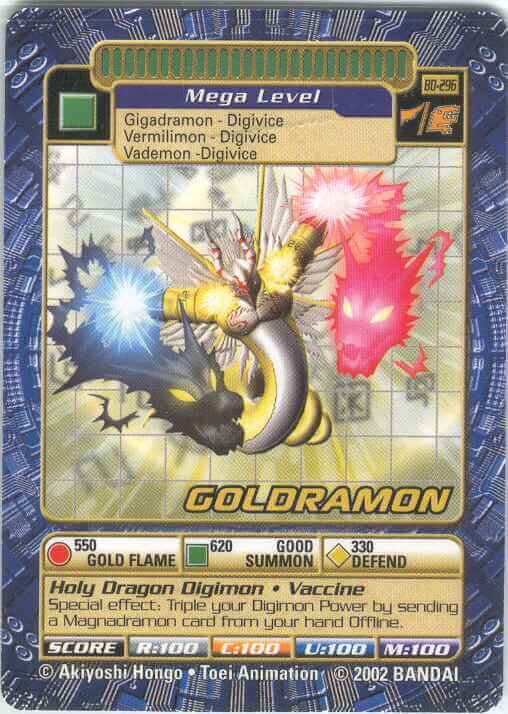 BO-296
Mega Level
Gigadramon - Digivice
Vermilimon - Digivice
Vademon -Digivice
GOLDRAMON
550 GOLD FLAME
620 GOOD SUMMON
330 DEFEND
Holy Dragon Digimon • Vaccine
Special effect: Triple your Digimon Power by sending
a Magnadramon card from your hand Offline.
SCORE R:100 C:100 U:100 M:100
© Akiyoshi/Hongo • Toei Animation © 2002 BANDAI